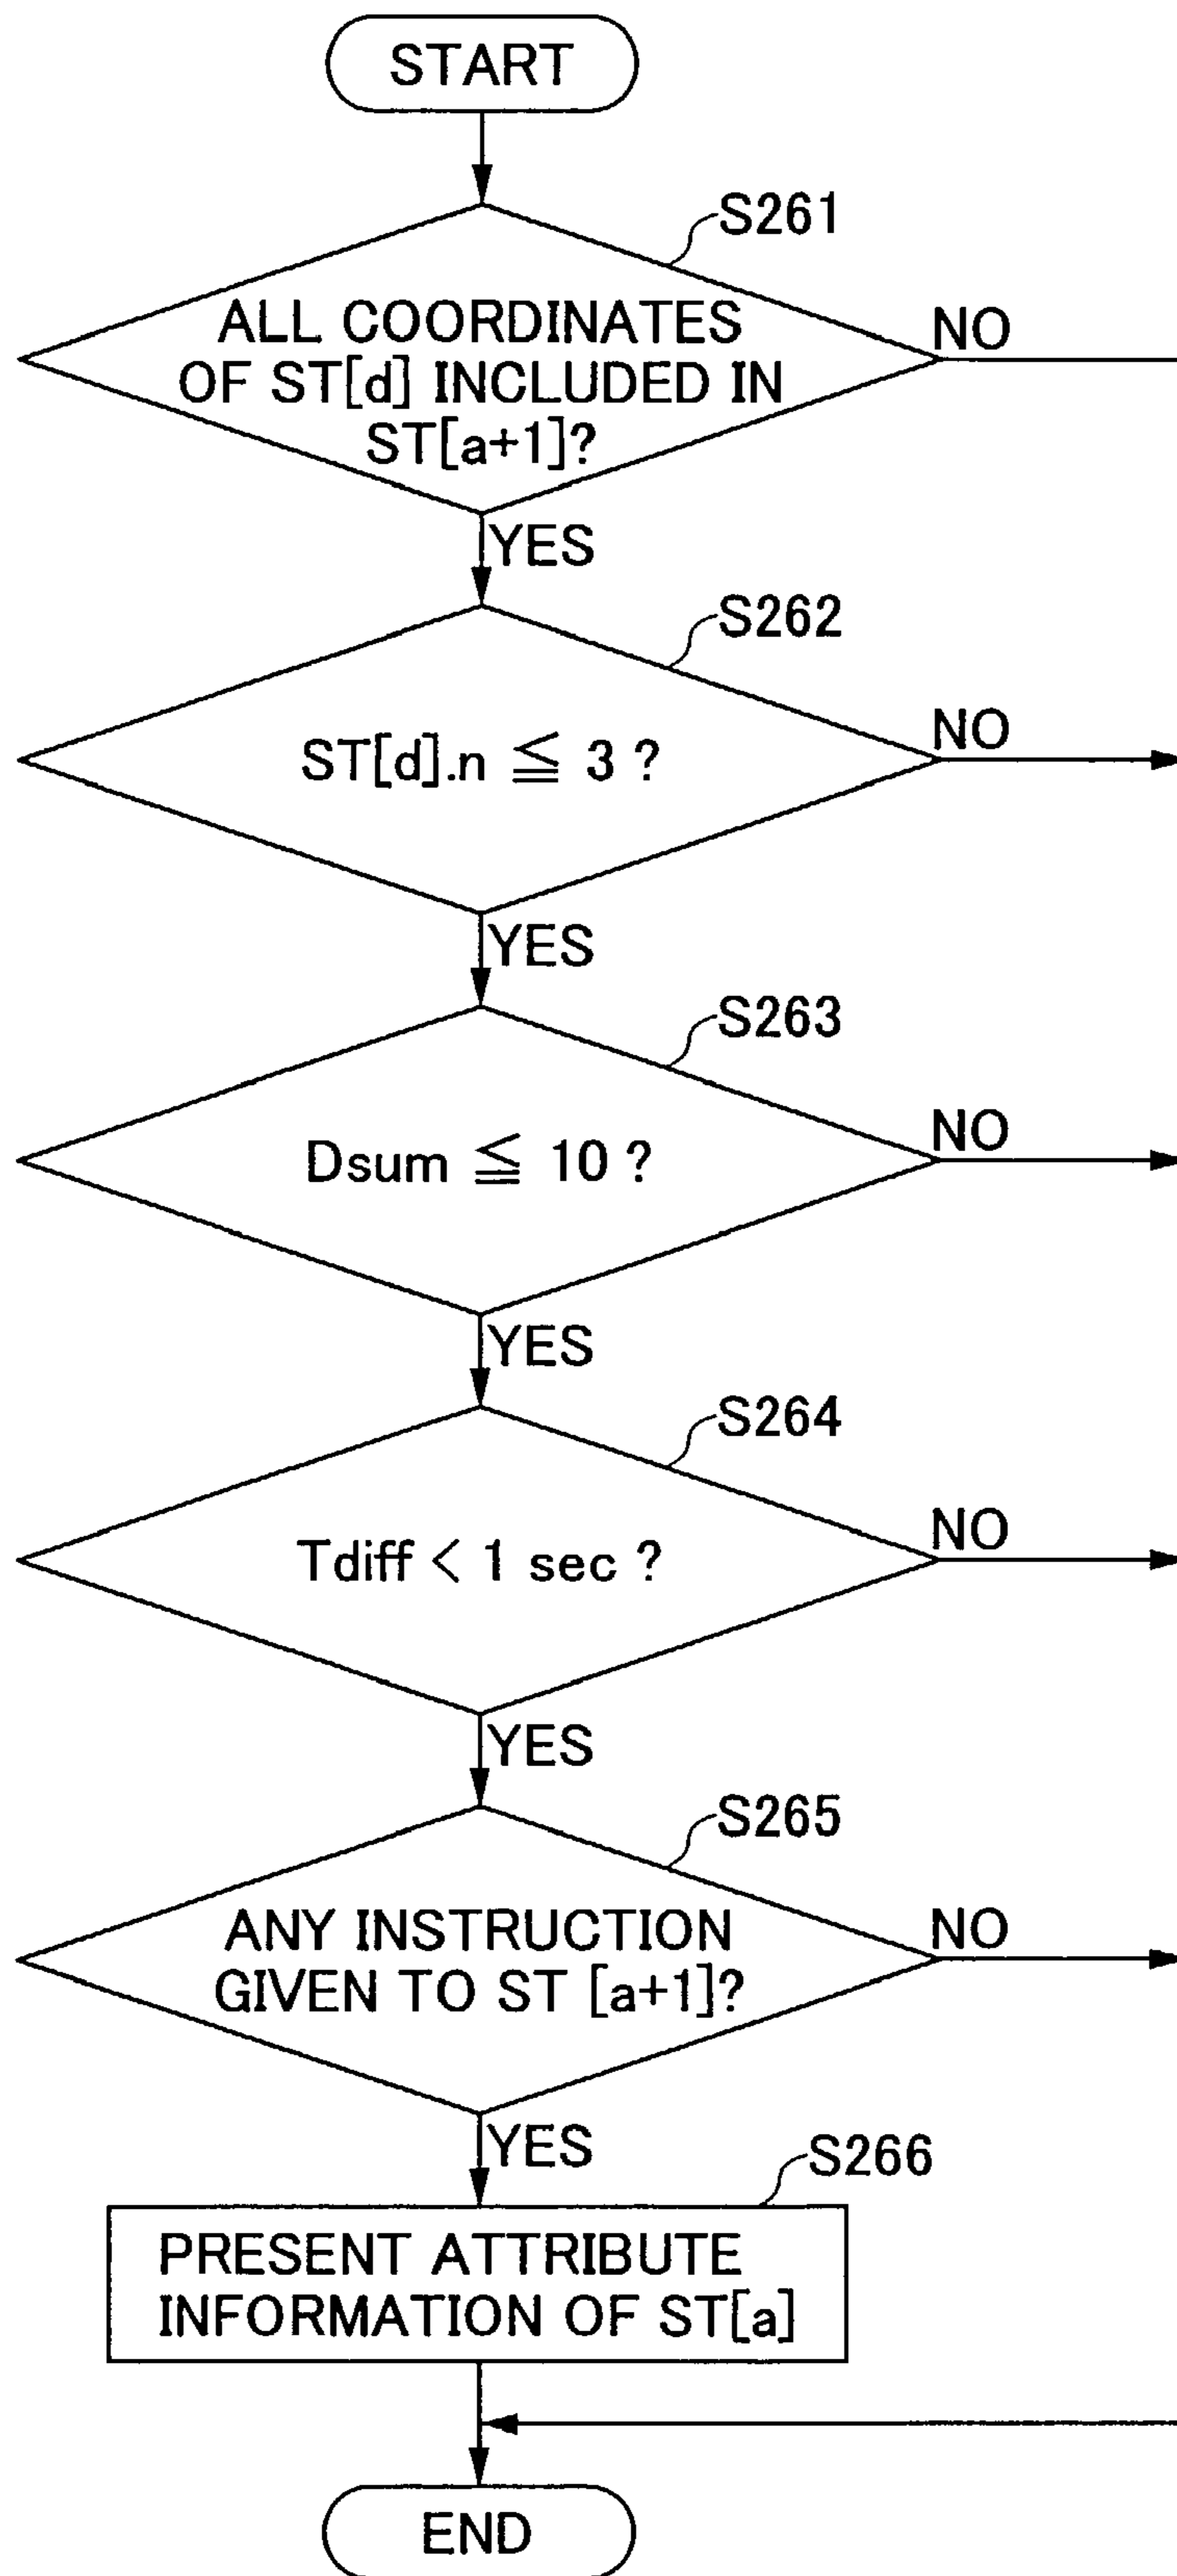 START
S261
ALL COORDINATES
OF ST[d] INCLUDED IN
ST[a+1]?
NO
YES
S262
ST[d].n ≦ 3 ?
NO
YES
S263
Dsum ≦ 10 ?
NO
YES
S264
Tdiff < 1 sec ?
NO
YES
S265
ANY INSTRUCTION
GIVEN TO ST [a+1]?
NO
YES
S266
PRESENT ATTRIBUTE
INFORMATION OF ST[a]
END